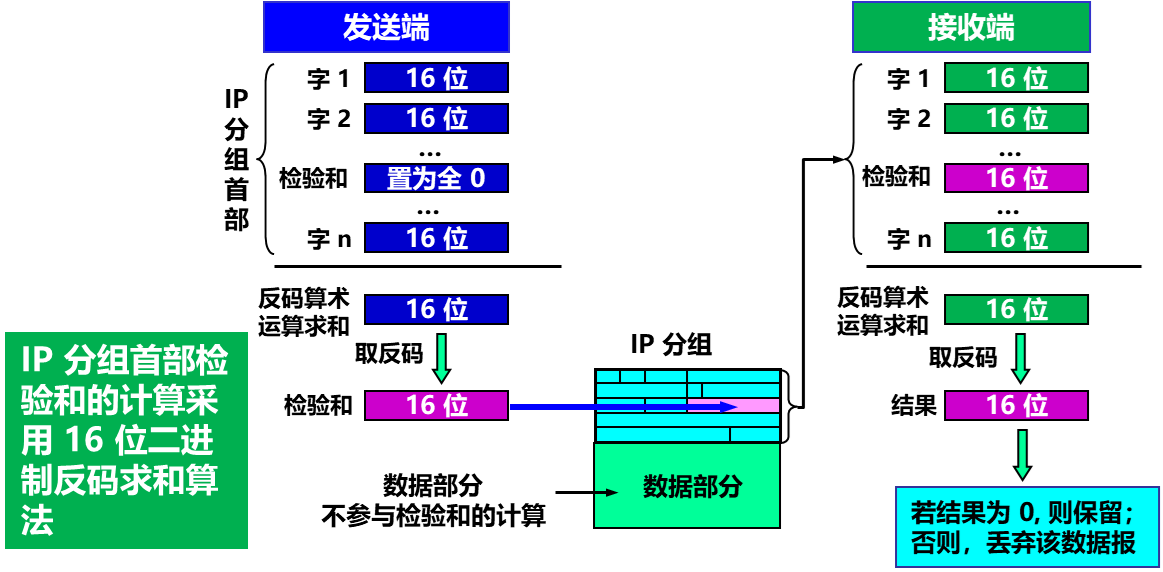 发送端
IP
分
组
首
部
字 1
16 位
字 2
16 位
...
检验和
置为全 0
...
字 n
16 位
反码算术
运算求和
16 位
取反码
检验和
16 位
IP 分组首部检
验和的计算采
用 16 位二进
制反码求和算
法
IP 分组
数据部分
数据部分
不参与检验和的计算
接收端
字 1
16 位
字 2
16 位
...
检验和
16 位
...
字 n
16 位
反码算术
运算求和
16 位
取反码
结果
16 位
若结果为 0, 则保留；
否则，丢弃该数据报